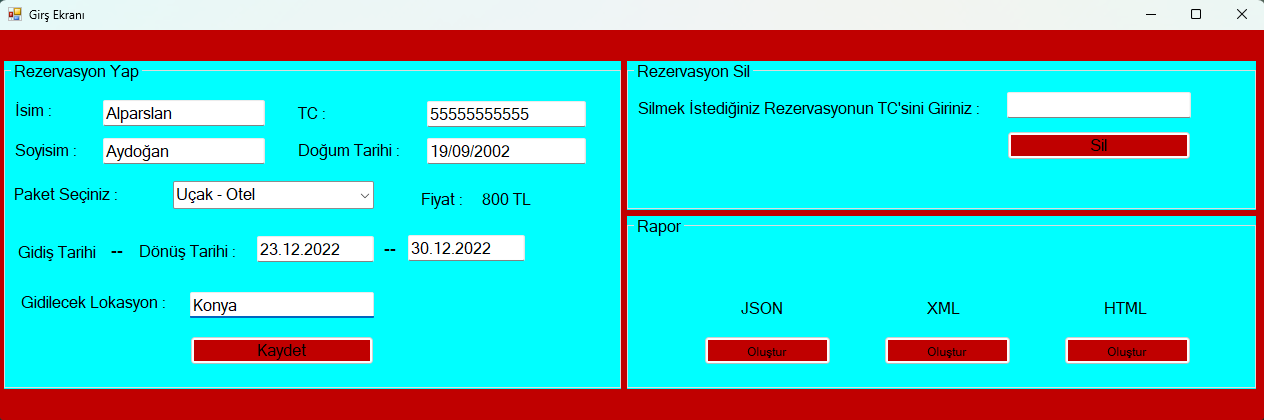 Girş Ekranı
Rezervasyon Yap
İsim : Alparslan TC : 55555555555
Soyisim : Aydoğan Doğum Tarihi : 19/09/2002
Paket Seçiniz : Uçak - Otel Fiyat : 800 TL
Gidiş Tarihi -- Dönüş Tarihi : 23.12.2022 -- 30.12.2022
Gidilecek Lokasyon : Konya
Kaydet
Rezervasyon Sil
Silmek İstediğiniz Rezervasyonun TC'sini Giriniz :
Sil
Rapor
JSON XML HTML
Oluştur Oluştur Oluştur